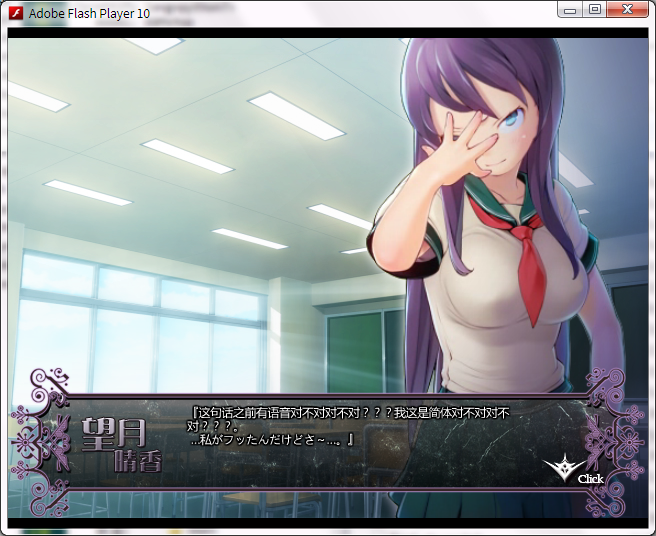 Adobe Flash Player 10
『这句话之前有语音对不对对不对？？？我这是简体对不对对不
对？？？。
…私がフッたんだけどさ～…。』
望月
晴香
Click